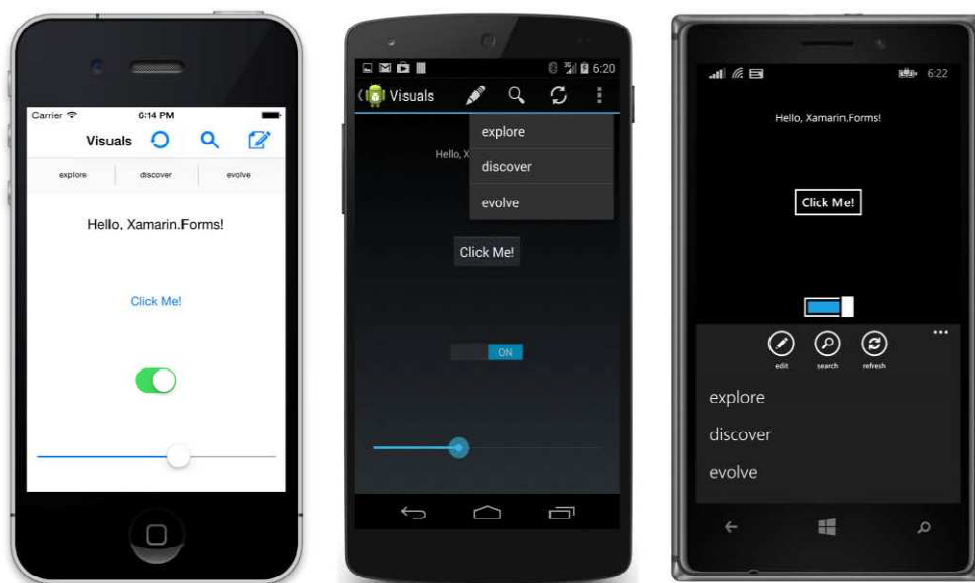 Carrier 6:14 PM
Visuals
explore discover evolve
Hello, Xamarin.Forms!
Click Me!
6:20
Visuals
explore
Hello, X
discover
evolve
Click Me!
ON
6:22
Hello, Xamarin.Forms!
Click Me!
edit search refresh
explore
discover
evolve